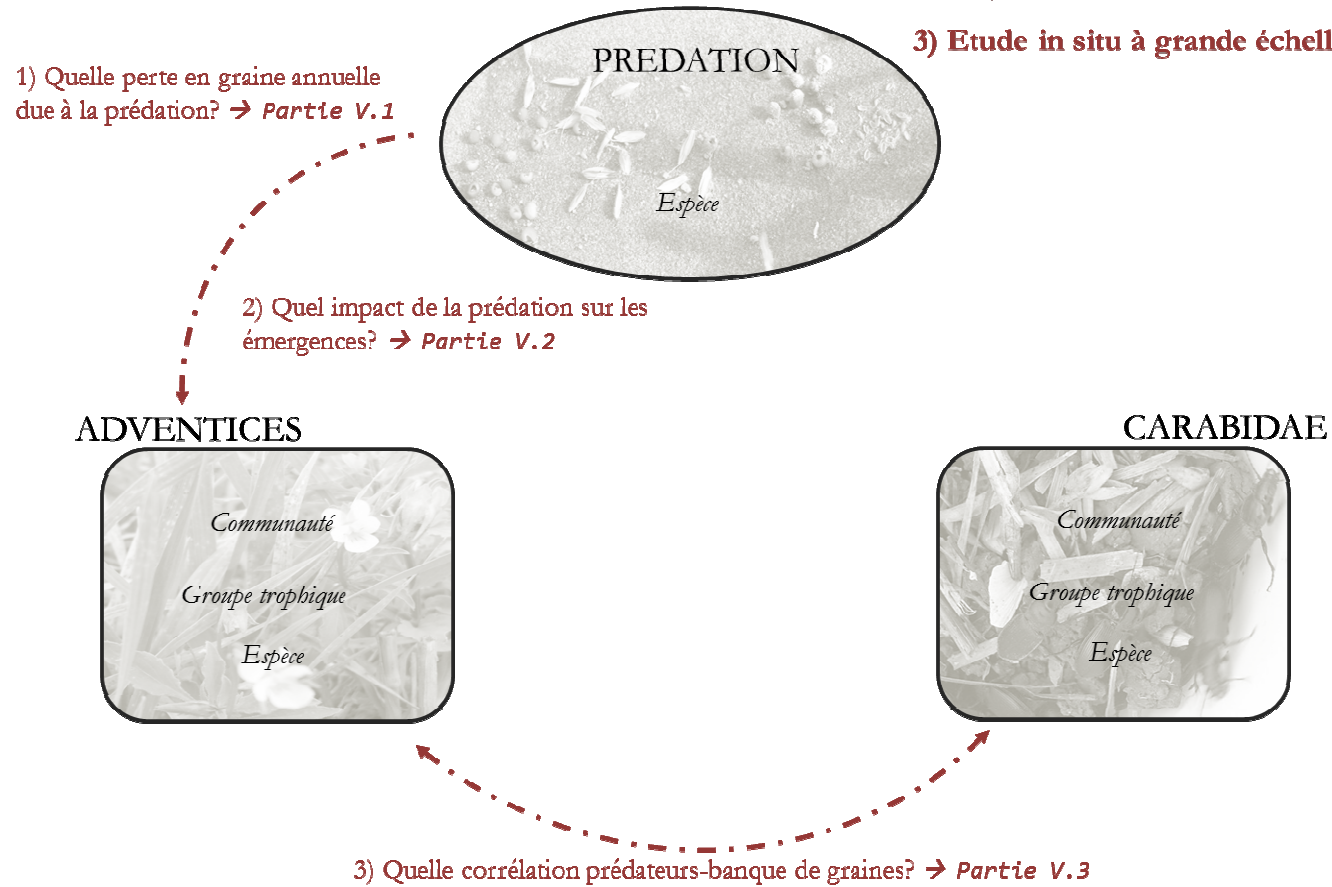 3) Etude in situ à grande échell
PREDATION
1) Quelle perte en graine annuelle
due à la prédation? → Partie V.1
Espèce
2) Quel impact de la prédation sur les
émergences? → Partie V.2
ADVENTICES
CARABIDAE
Communauté
Communauté
Groupe trophique
Groupe trophique
Espèce
Espèce
3) Quelle corrélation prédateurs-banque de graines? → Partie V.3